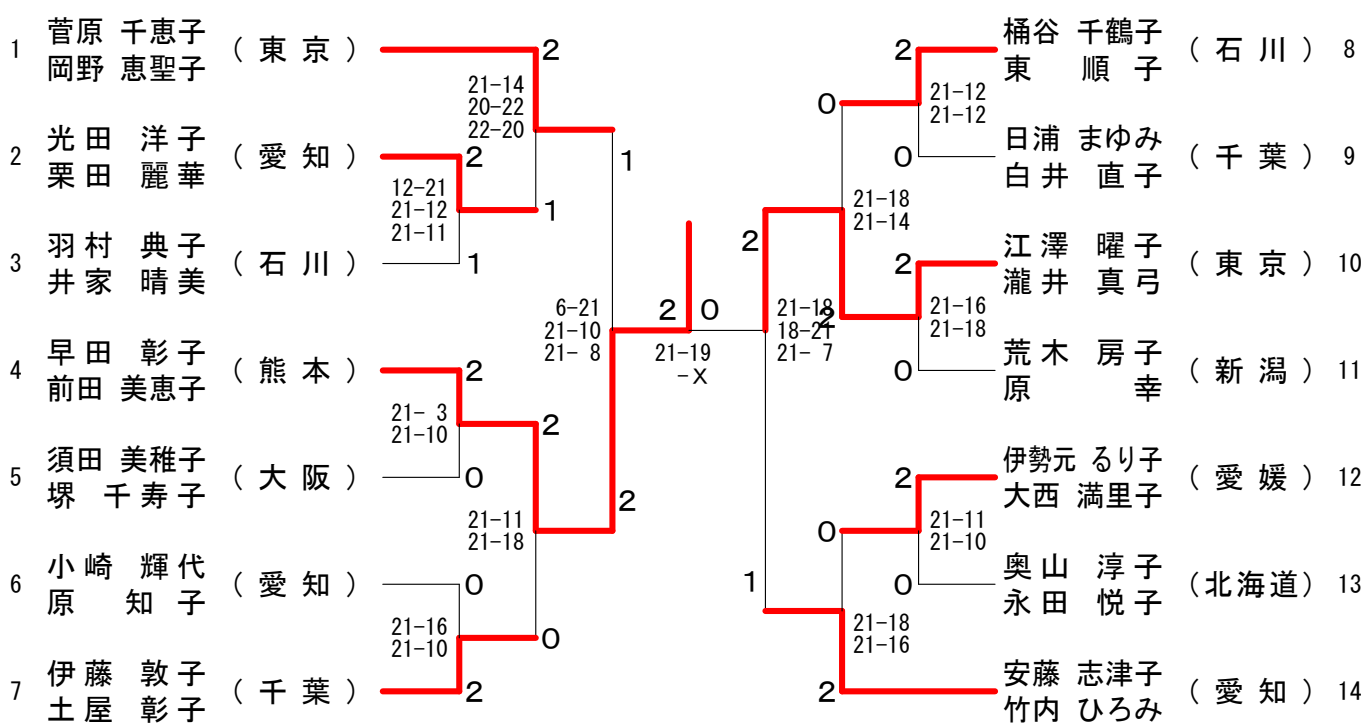 1 菅原 千恵子 (東京)
岡野 恵聖子
2 光田 洋子 (愛知)
栗田 麗華
3 羽村 典子 (石川)
井家 晴美
4 早田 彰子 (熊本)
前田 美恵子
5 須田 美稚子 (大阪)
堺 千寿子
6 小崎 輝代 (愛知)
原 知子
7 伊藤 敦子 (千葉)
土屋 彰子
2
21-14
20-22
22-20
2
12-21
21-12
21-11
1
1
1
2
21- 3
21-10
0
2
21-11
21-18
0
21-16
21-10
2
0
6-21
21-10
21- 8
2
2 0
21-19
-X
2
21-18
18-21
21- 7
1
2
21-12
21-12
0
0
21-18
21-14
2
2
21-16
21-18
0
2
21-11
21-10
0
0
21-18
21-16
2
桶谷 千鶴子 (石川) 8
東 順子
日浦 まゆみ (千葉) 9
白井 直子
江澤 曜子 (東京) 10
瀧井 真弓
荒木 房子 (新潟) 11
原 幸
伊勢元 るり子 (愛媛) 12
大西 満里子
奥山 淳子 (北海道) 13
永田 悦子
安藤 志津子 (愛知) 14
竹内 ひろみ